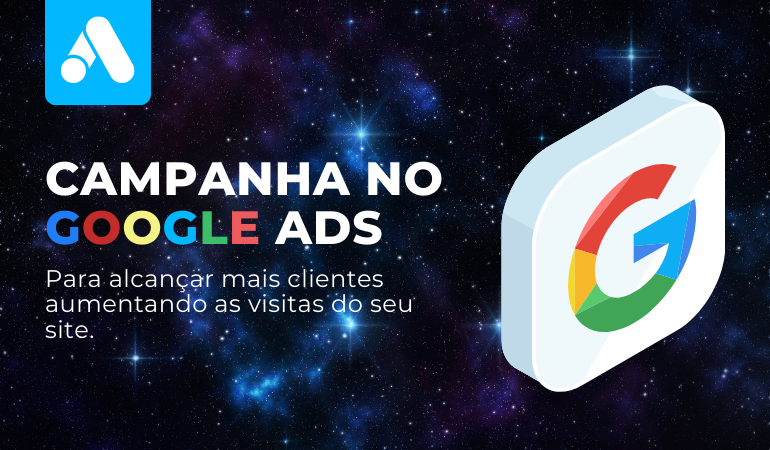 CAMPANHA NO
GOOGLE ADS
Para alcançar mais clientes
aumentando as visitas do seu
site.